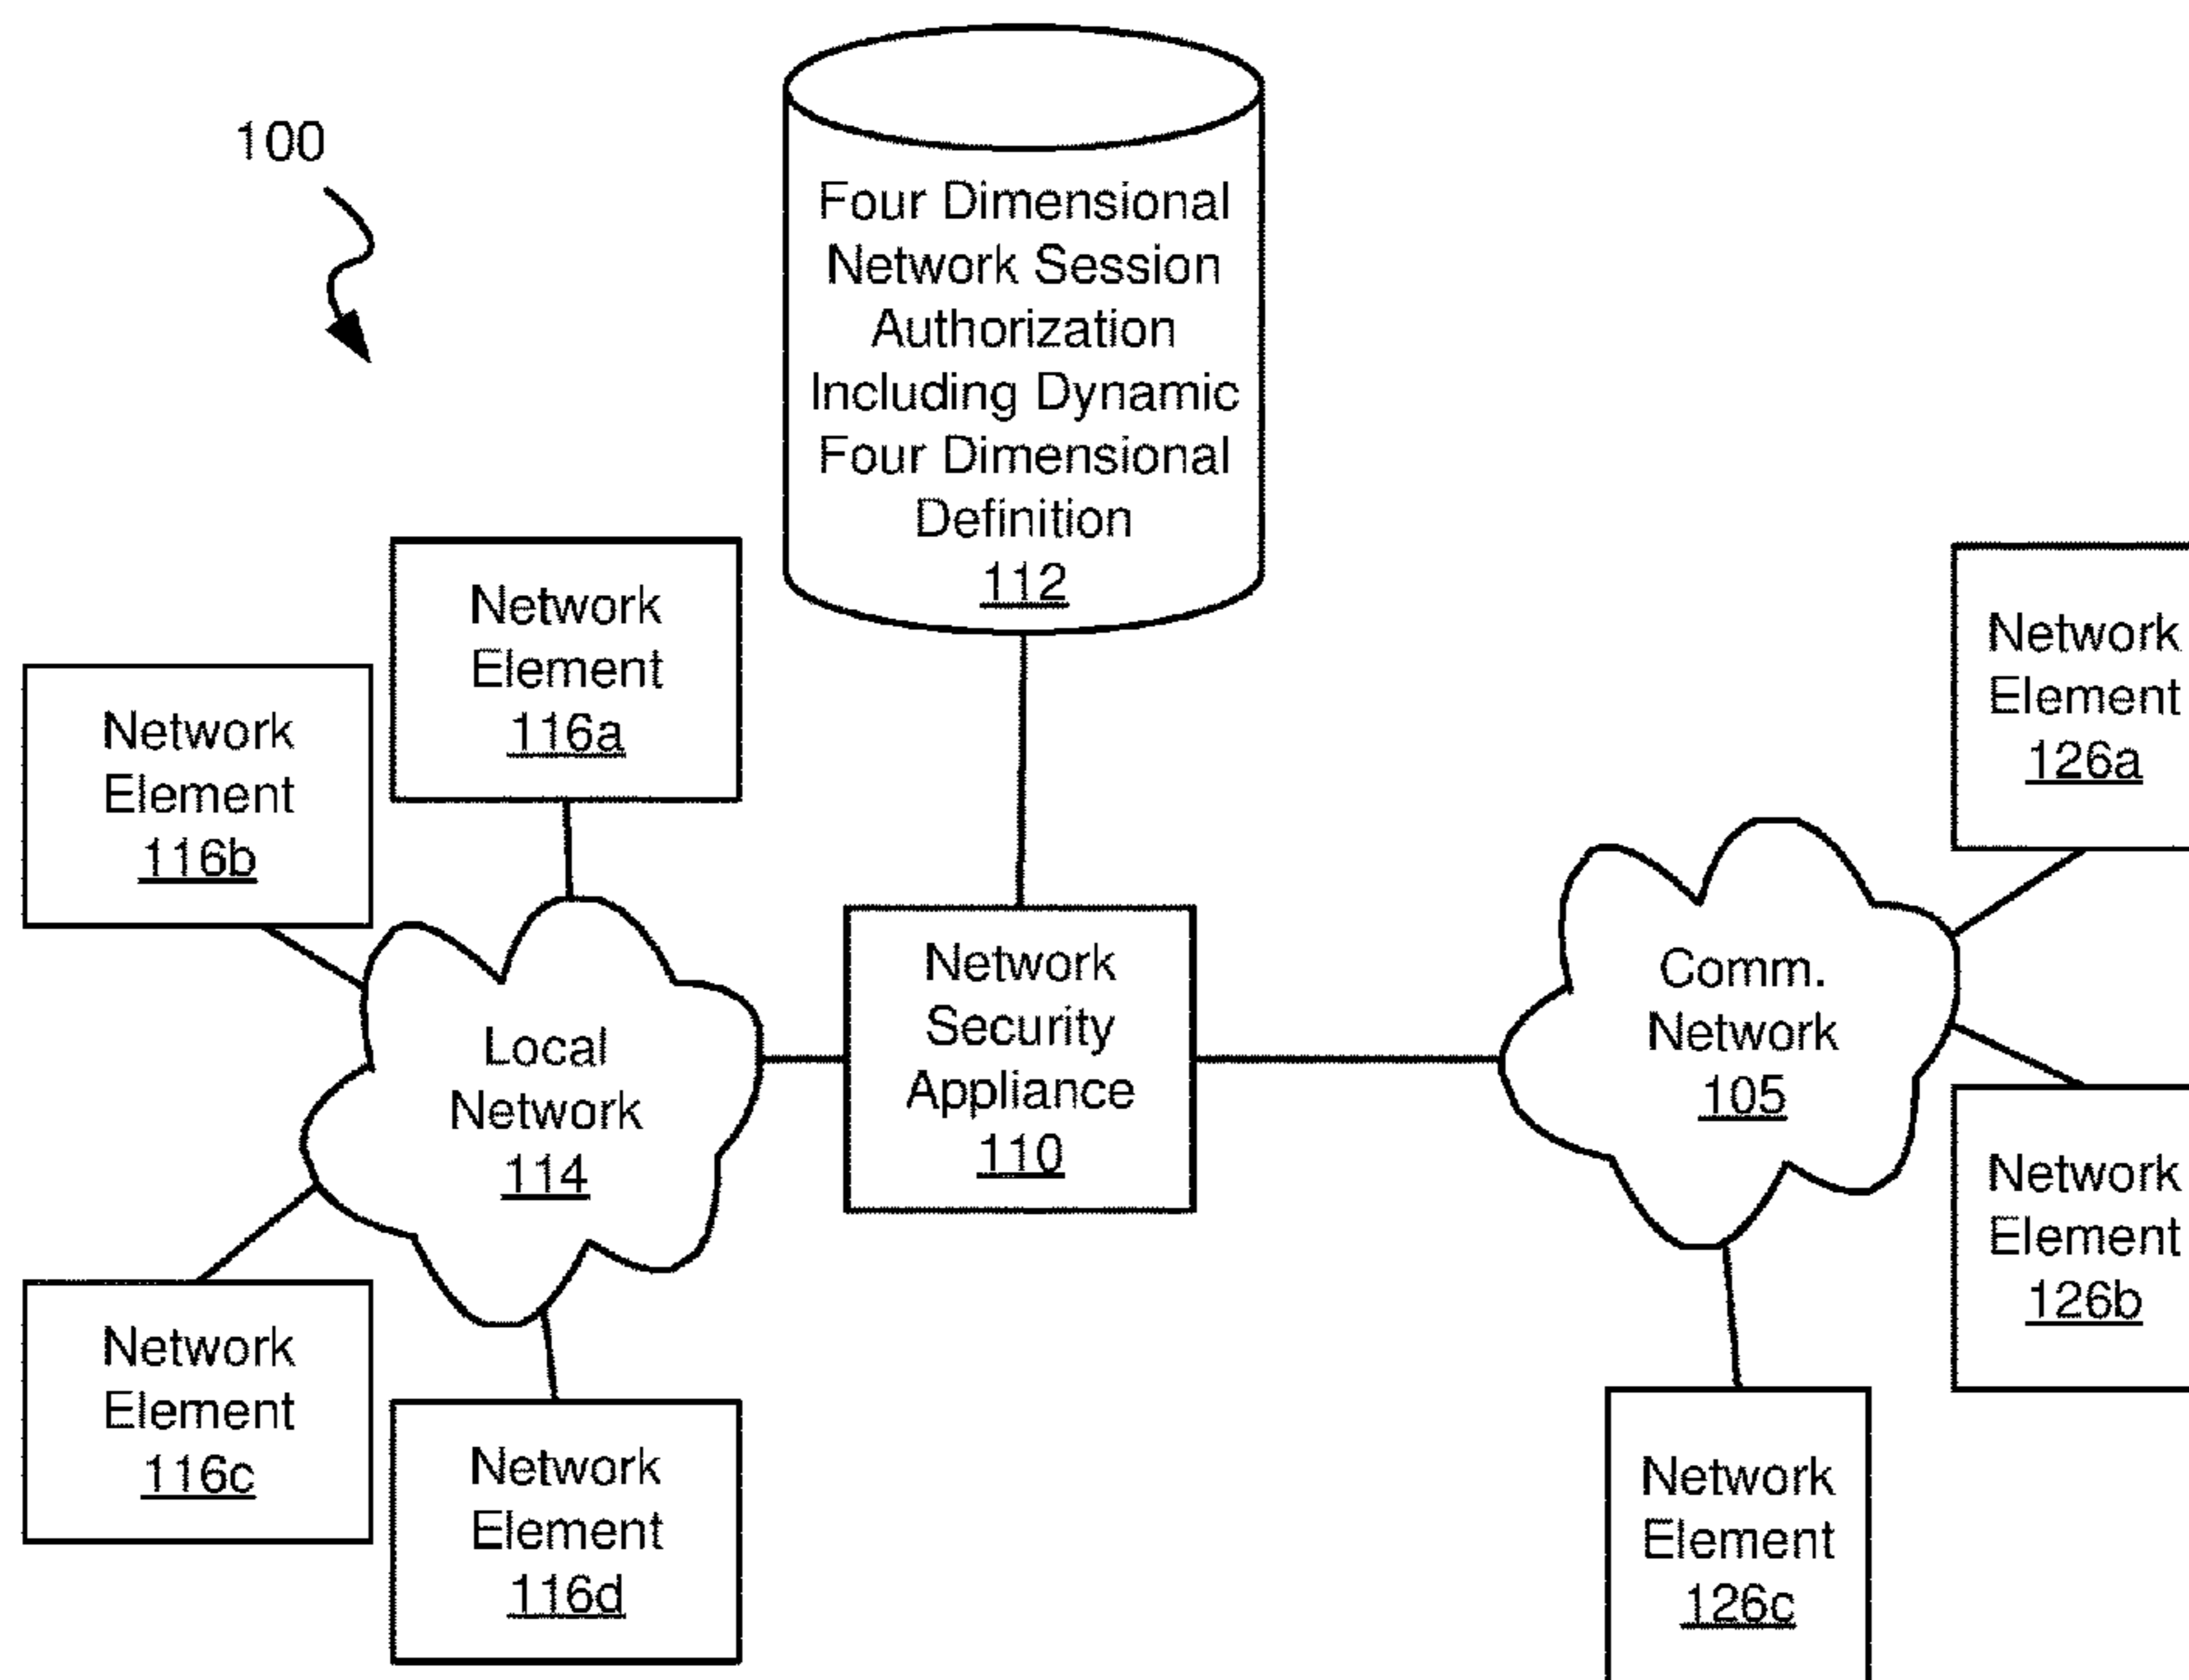 100
Four Dimensional
Network Session
Authorization
Including Dynamic
Four Dimensional
Definition
112
Network
Element
116a
Network
Element
116b
Network
Element
126a
Network
Security
Appliance
110
Comm.
Network
105
Local
Network
114
Network
Element
126b
Network
Element
116c
Network
Element
116d
Network
Element
126c